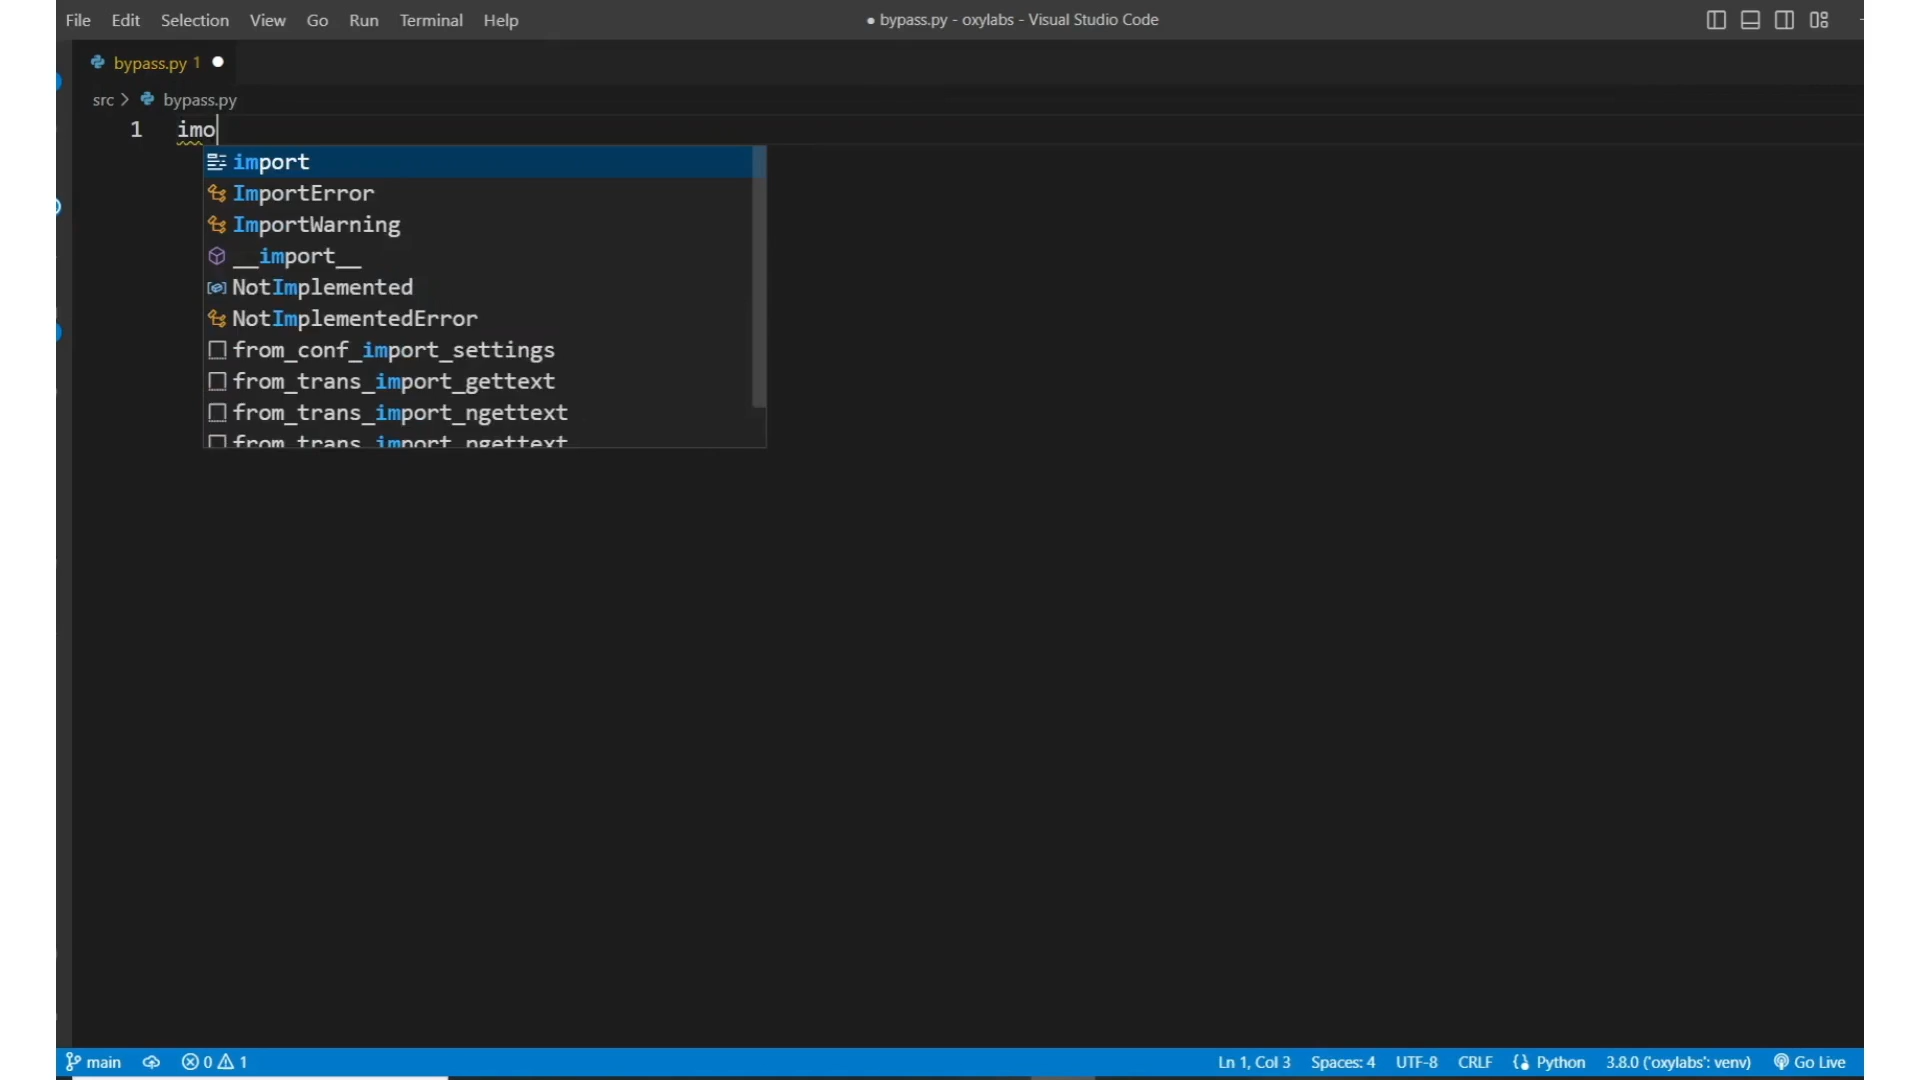 File Edit Selection View Go Run Terminal Help
● bypass.py - oxylabs - Visual Studio Code
bypass.py 1 ●
src > bypass.py
1 imo
import
ImportError
ImportWarning
__import__
NotImplemented
NotImplementedError
from_conf_import_settings
from_trans_import_gettext
from_trans_import_ngettext
from_trans_import_ngettext
main 0 1 Ln 1, Col 3 Spaces: 4 UTF-8 CRLF Python 3.8.0 ('oxylabs': venv) Go Live